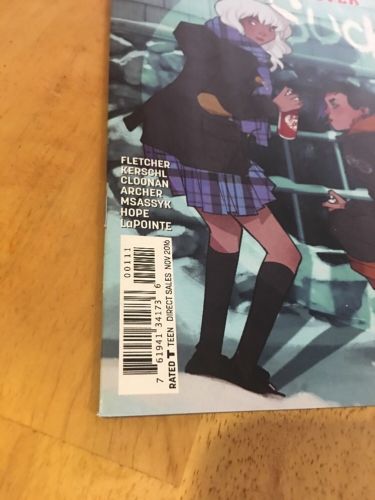 FLETCHER
KERSCHL
CLOONAN
ARCHER
MSASSYK
HOPE
LaPOINTE
00111
7 61941 34173 6
RATED T TEEN DIRECT SALES NOV 2016